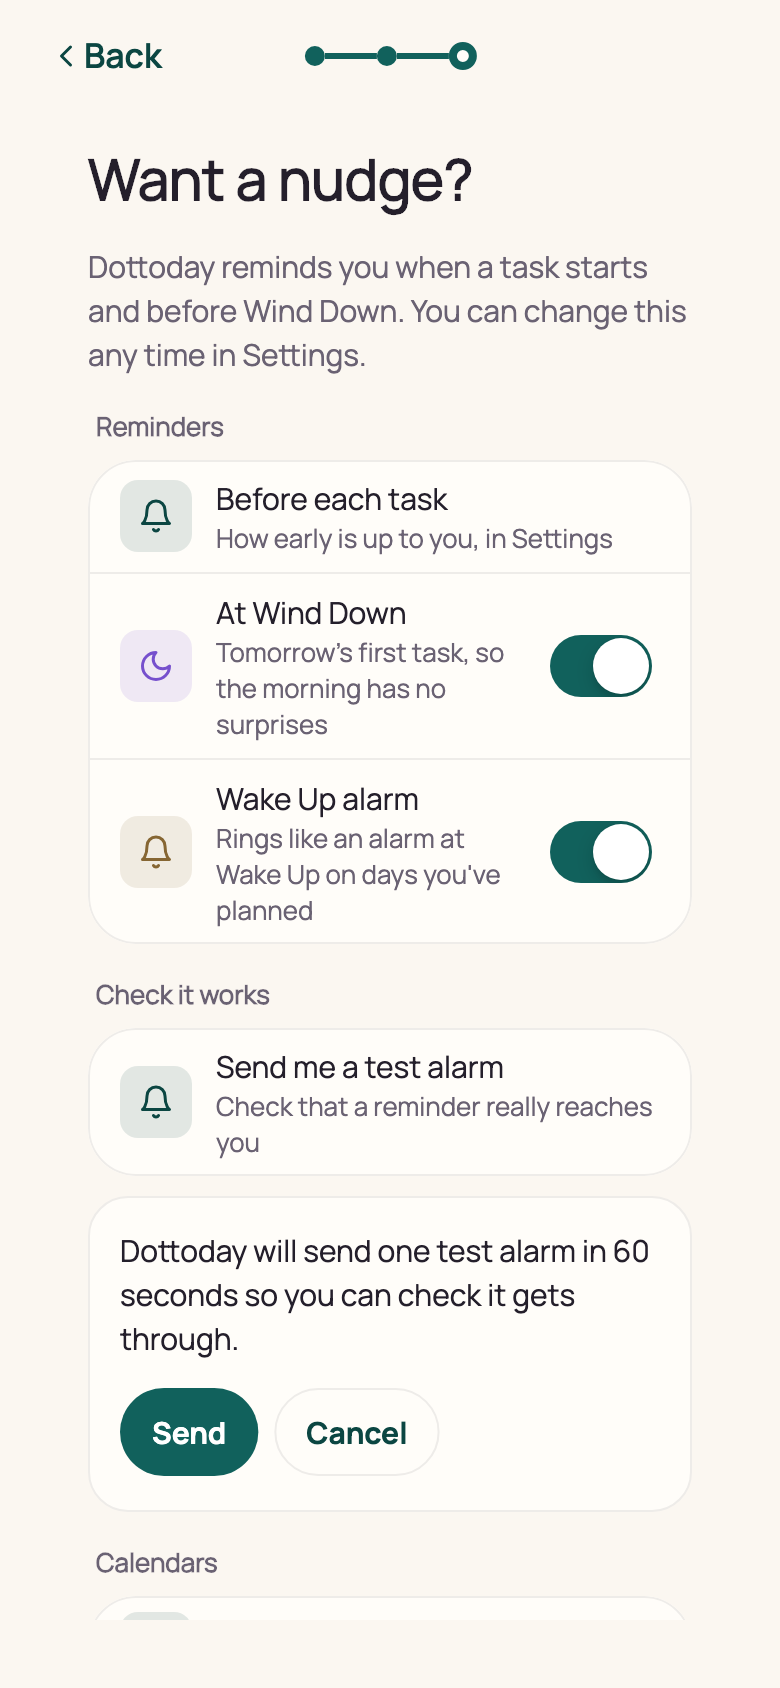 Back
Want a nudge?
Dottoday reminds you when a task starts
and before Wind Down. You can change this
any time in Settings.
Reminders
Before each task
How early is up to you, in Settings
At Wind Down
Tomorrow’s first task, so
the morning has no
surprises
Wake Up alarm
Rings like an alarm at
Wake Up on days you've
planned
Check it works
Send me a test alarm
Check that a reminder really reaches
you
Dottoday will send one test alarm in 60
seconds so you can check it gets
through.
Send
Cancel
Calendars